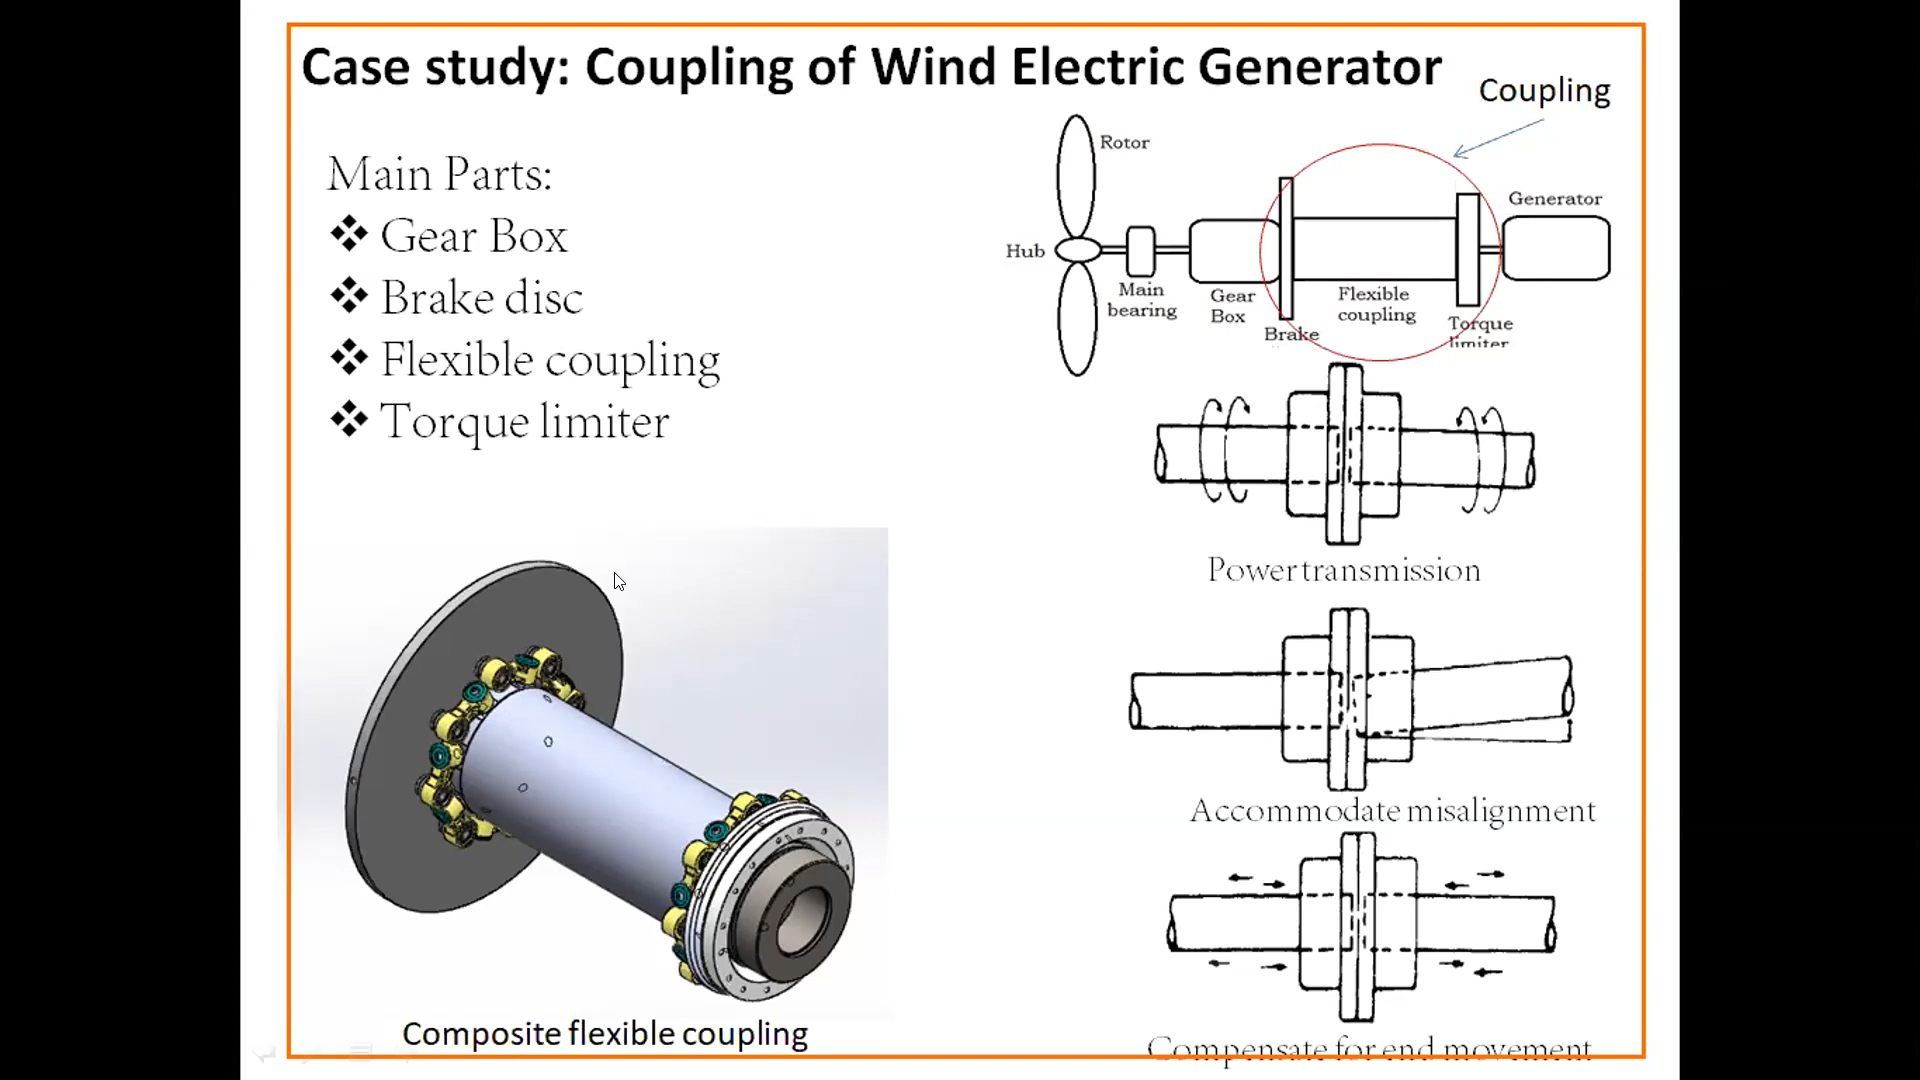 Case study: Coupling of Wind Electric Generator
Main Parts:
❖ Gear Box
❖ Brake disc
❖ Flexible coupling
❖ Torque limiter
Composite flexible coupling
Coupling
Rotor
Generator
Hub
Main
bearing
Gear
Box
Brake
Flexible
coupling
Torque
limiter
Power transmission
Accommodate misalignment
Compensate for end movement